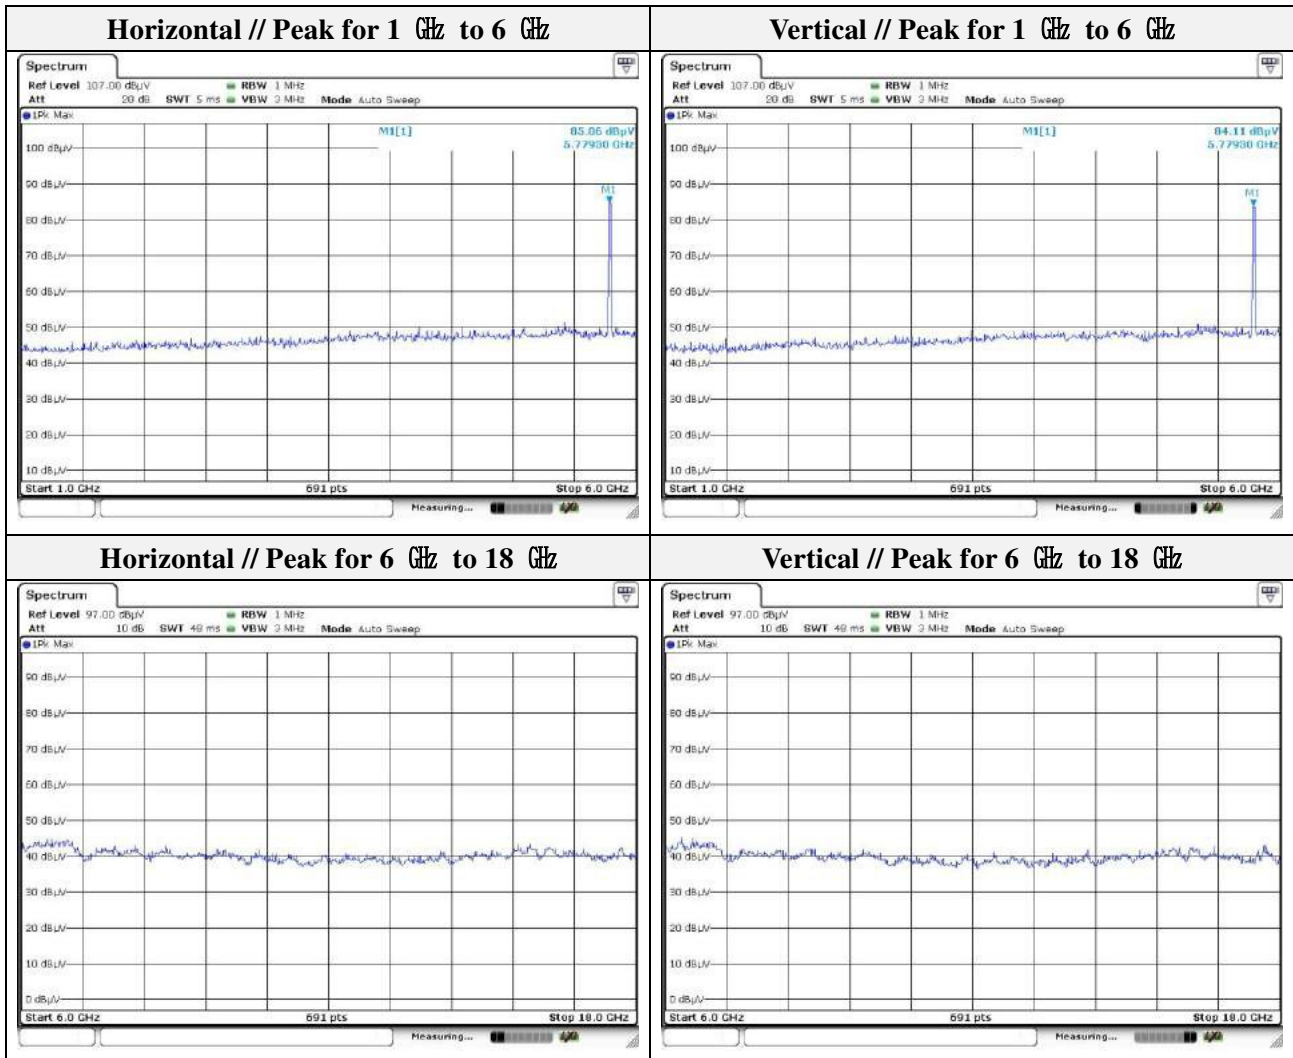 Horizontal // Peak for 1 ㎓ to 6 ㎓
Spectrum
Ref Level 107.00 dBµV RBW 1 MHz
Att 20 dB SWT 5 ms VBW 3 MHz Mode Auto Sweep
1Pk Max
M1[1] 85.06 dBµV
5.77930 GHz
M1
100 dBµV
90 dBµV
80 dBµV
70 dBµV
60 dBµV
50 dBµV
40 dBµV
30 dBµV
20 dBµV
10 dBµV
Start 1.0 GHz 691 pts Stop 6.0 GHz
Measuring...
Vertical // Peak for 1 ㎓ to 6 ㎓
Spectrum
Ref Level 107.00 dBµV RBW 1 MHz
Att 20 dB SWT 5 ms VBW 3 MHz Mode Auto Sweep
1Pk Max
M1[1] 84.11 dBµV
5.77930 GHz
M1
100 dBµV
90 dBµV
80 dBµV
70 dBµV
60 dBµV
50 dBµV
40 dBµV
30 dBµV
20 dBµV
10 dBµV
Start 1.0 GHz 691 pts Stop 6.0 GHz
Measuring...
Horizontal // Peak for 6 ㎓ to 18 ㎓
Spectrum
Ref Level 97.00 dBµV RBW 1 MHz
Att 10 dB SWT 48 ms VBW 3 MHz Mode Auto Sweep
1Pk Max
90 dBµV
80 dBµV
70 dBµV
60 dBµV
50 dBµV
40 dBµV
30 dBµV
20 dBµV
10 dBµV
0 dBµV
Start 6.0 GHz 691 pts Stop 18.0 GHz
Measuring...
Vertical // Peak for 6 ㎓ to 18 ㎓
Spectrum
Ref Level 97.00 dBµV RBW 1 MHz
Att 10 dB SWT 48 ms VBW 3 MHz Mode Auto Sweep
1Pk Max
90 dBµV
80 dBµV
70 dBµV
60 dBµV
50 dBµV
40 dBµV
30 dBµV
20 dBµV
10 dBµV
0 dBµV
Start 6.0 GHz 691 pts Stop 18.0 GHz
Measuring...